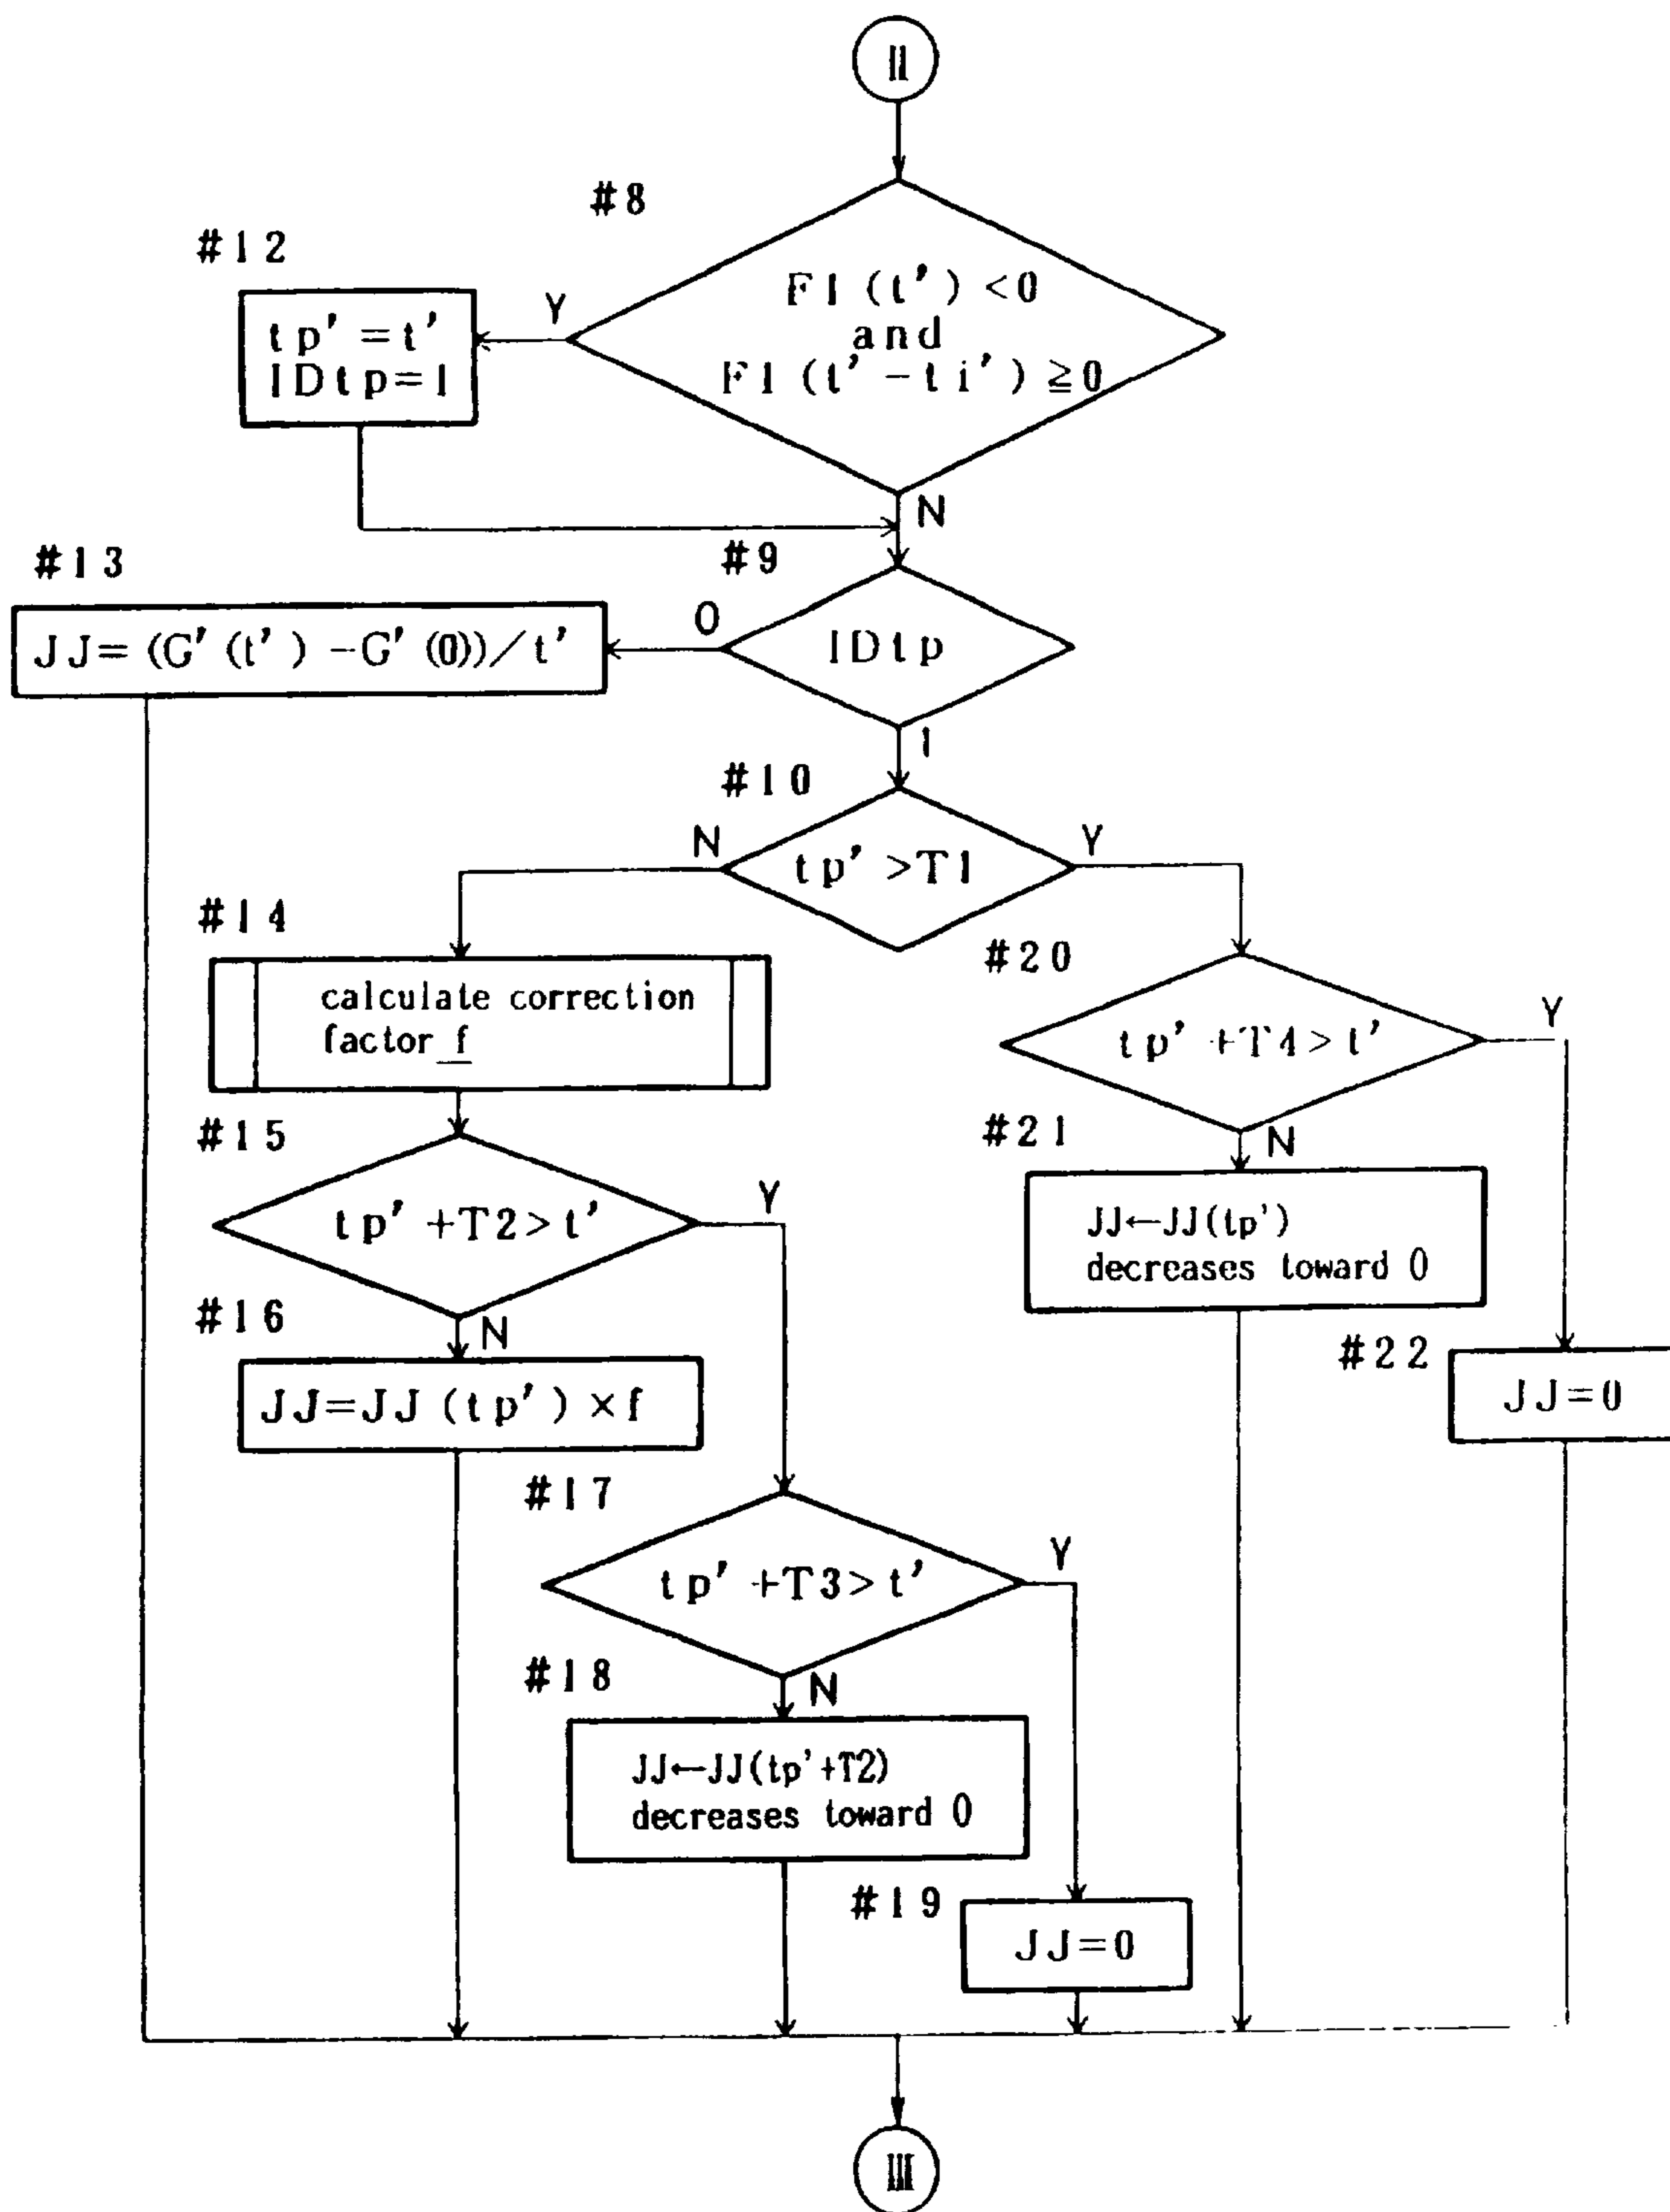 II
#8
#12
F1(t')<0
and
F1(t'-ti')≧0
Y
tp'=t'
IDtp=1
N
#9
#13
0
JJ=(G'(t')-G'(0))/t'
IDtp
1
#10
N
Y
tp'>T1
#14
#20
calculate correction
factor f
Y
tp'+T4>t'
#15
#21
N
Y
tp'+T2>t'
JJ←JJ(tp')
decreases toward 0
#16
N
#22
JJ=JJ(tp')×f
JJ=0
#17
Y
tp'+T3>t'
#18
N
JJ←JJ(tp'+T2)
decreases toward 0
#19
JJ=0
III